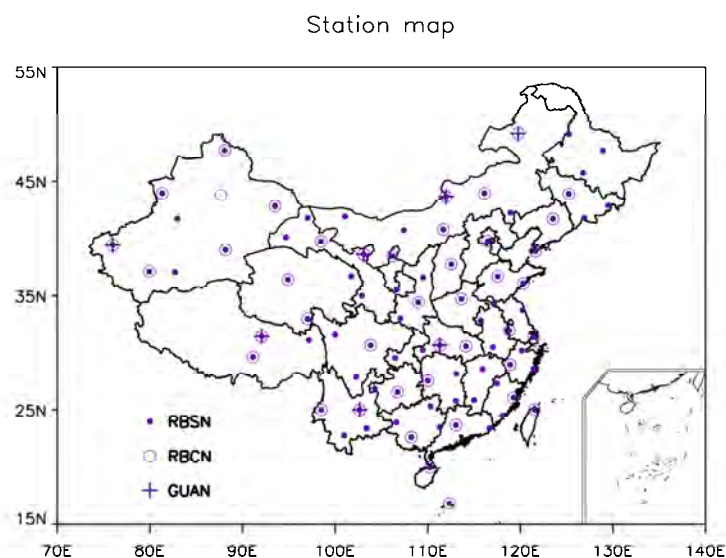 Station map
55N
45N
35N
25N
15N
RBSN
RBCN
GUAN
70E 80E 90E 100E 110E 120E 130E 140E